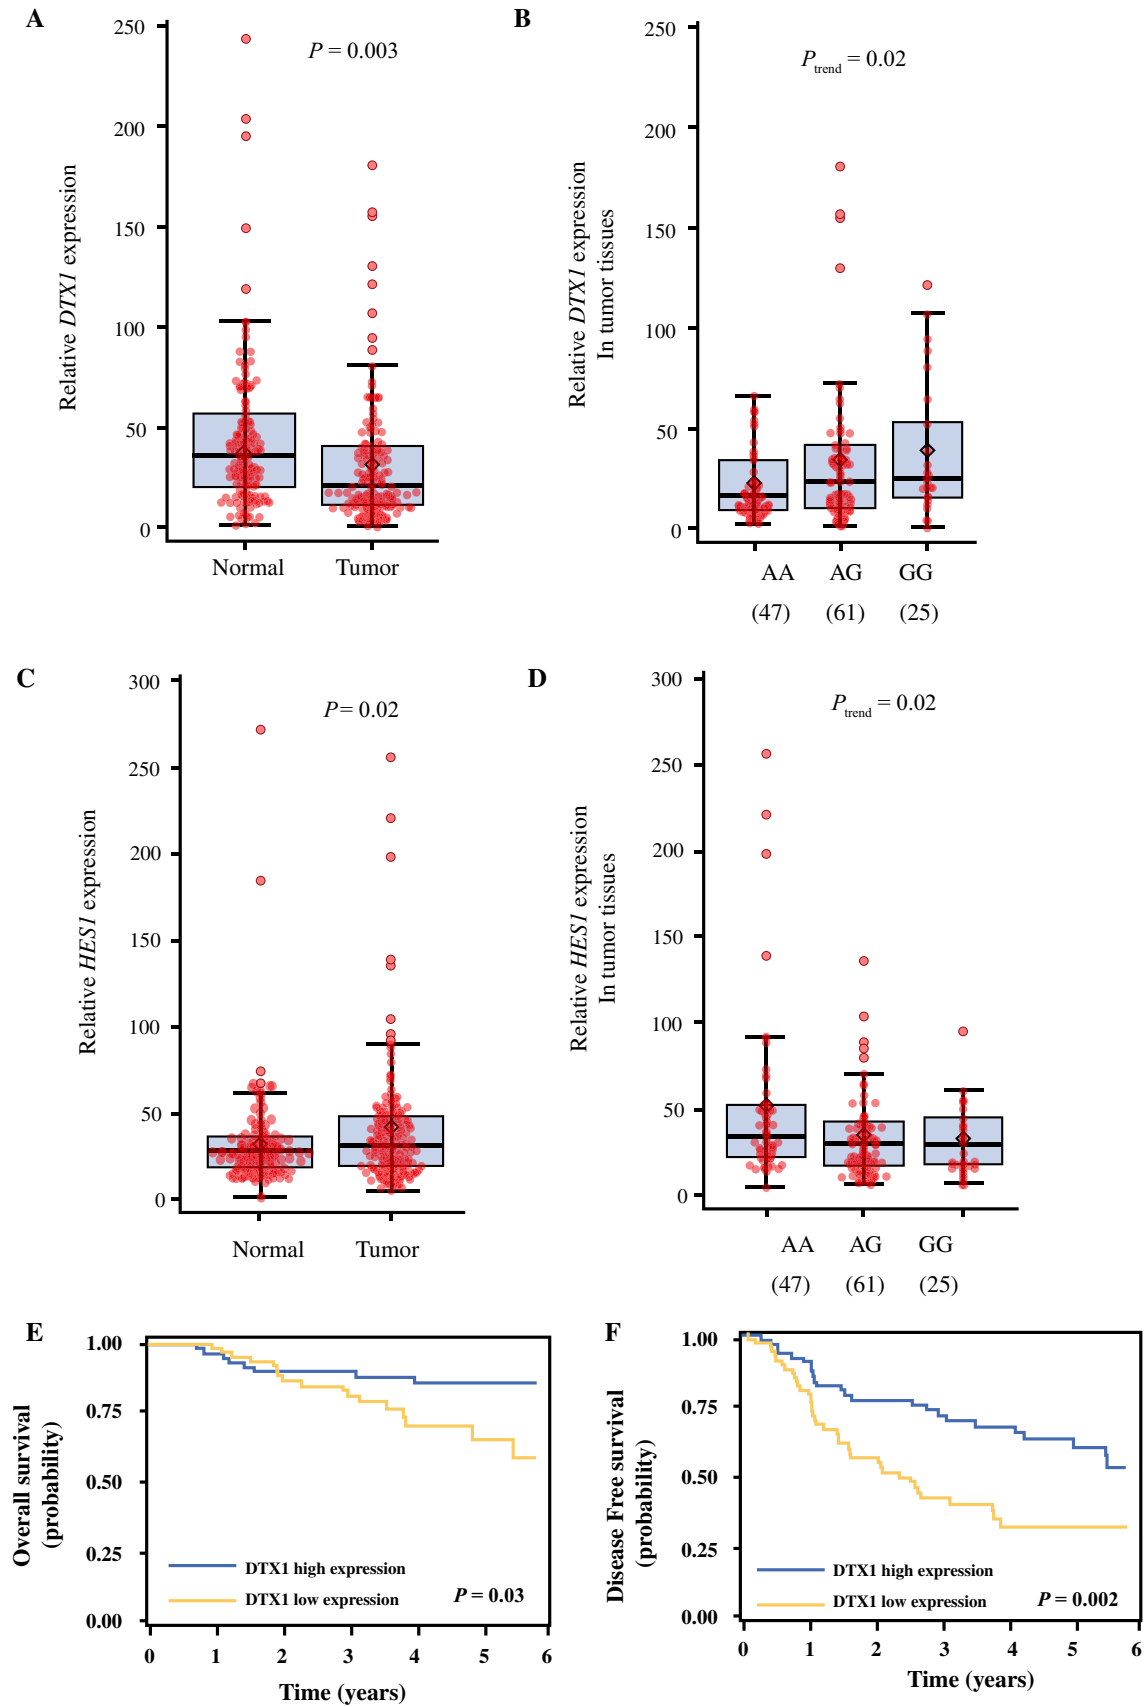 A
P = 0.003
Relative DTX1 expression
250
200
150
100
50
0
Normal Tumor
B
Ptrend = 0.02
Relative DTX1 expression
In tumor tissues
250
200
150
100
50
0
AA AG GG
(47) (61) (25)
C
P= 0.02
Relative HES1 expression
300
250
200
150
100
50
0
Normal Tumor
D
Ptrend = 0.02
Relative HES1 expression
In tumor tissues
300
250
200
150
100
50
0
AA AG GG
(47) (61) (25)
E
Overall survival
(probability)
1.00
0.75
0.50
0.25
0.00
DTX1 high expression
DTX1 low expression
P = 0.03
0 1 2 3 4 5 6
Time (years)
F
Disease Free survival
(probability)
1.00
0.75
0.50
0.25
0.00
DTX1 high expression
DTX1 low expression
P = 0.002
0 1 2 3 4 5 6
Time (years)